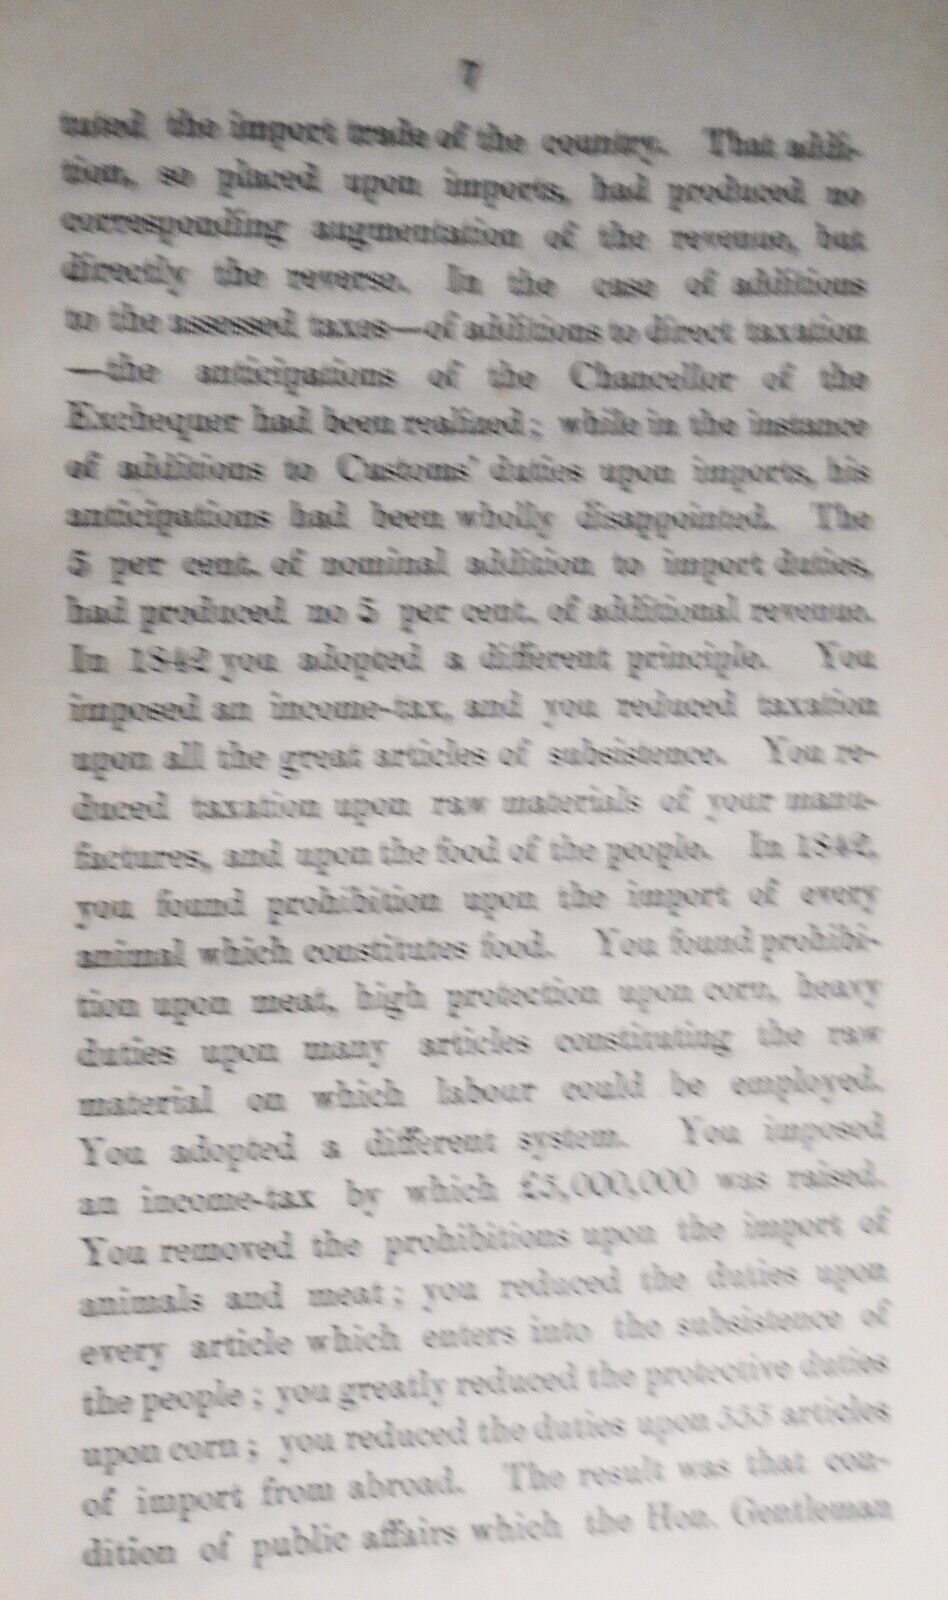 7
tuted the import trade of the country. That addi-
tion, so placed upon imports, had produced no
corresponding augmentation of the revenue, but
directly the reverse. In the case of additions
to the assessed taxes—of additions to direct taxation
—the anticipations of the Chancellor of the
Exchequer had been realized; while in the instance
of additions to Customs' duties upon imports, his
anticipations had been wholly disappointed. The
5 per cent. of nominal addition to import duties,
had produced no 5 per cent. of additional revenue.
In 1842 you adopted a different principle. You
imposed an income-tax, and you reduced taxation
upon all the great articles of subsistence. You re-
duced taxation upon raw materials of your manu-
factures, and upon the food of the people. In 1842,
you found prohibition upon the import of every
animal which constitutes food. You found prohibi-
tion upon meat, high protection upon corn, heavy
duties upon many articles constituting the raw
material on which labour could be employed.
You adopted a different system. You imposed
an income-tax by which £5,000,000 was raised.
You removed the prohibitions upon the import of
animals and meat; you reduced the duties upon
every article which enters into the subsistence of
the people; you greatly reduced the protective duties
upon corn; you reduced the duties upon articles
of import from abroad. The result was that con-
dition of public affairs which the Hon. Gentleman